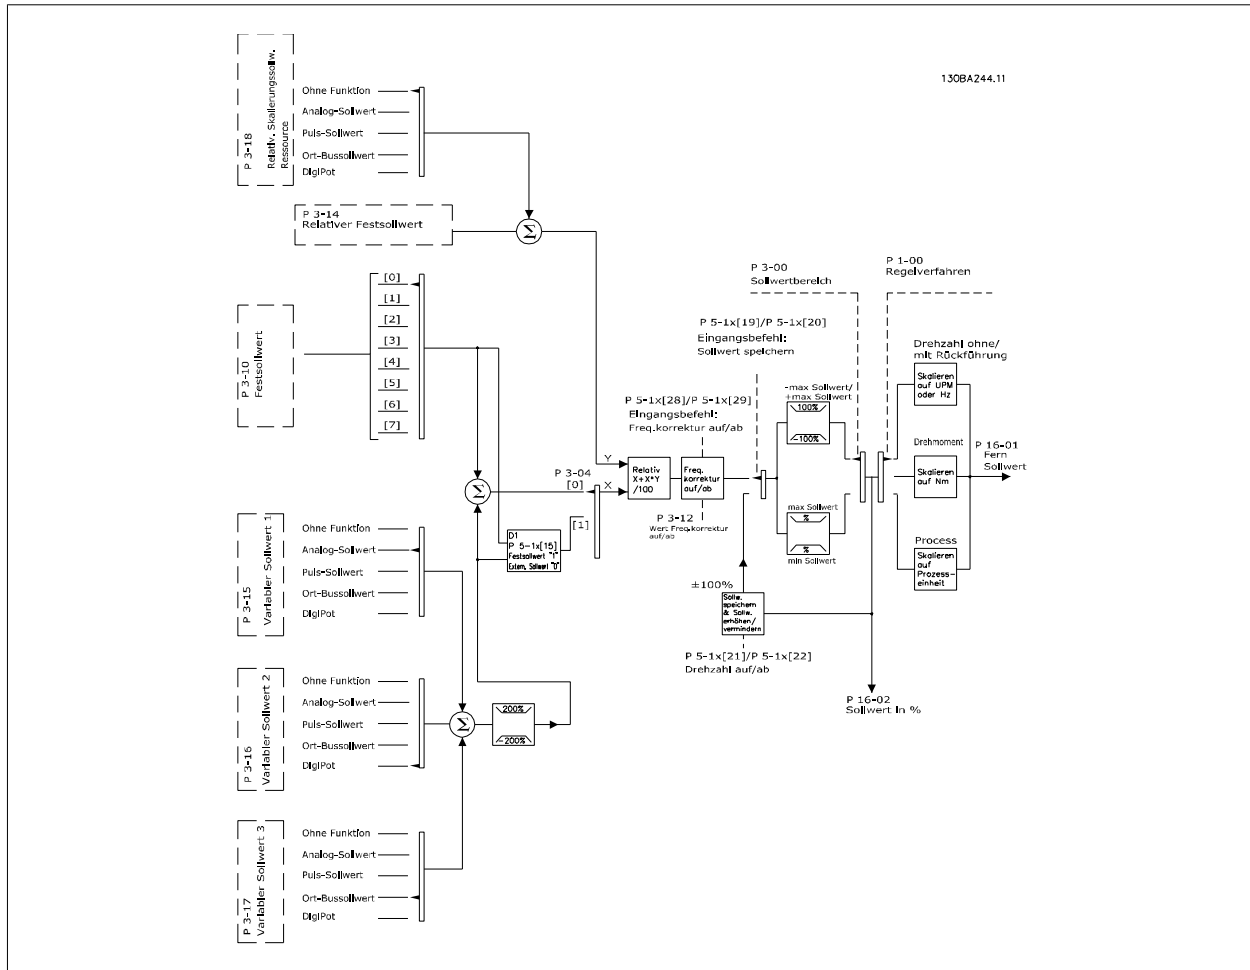 130BA244.11
P 3-18
Relativ. Skalierungssollw.
Ressource
Ohne Funktion
Analog-Sollwert
Puls-Sollwert
Ort-Bussollwert
DigiPot
P 3-14
Relativer Festsollwert
Σ
P 3-10
Festsollwert
[0]
[1]
[2]
[3]
[4]
[5]
[6]
[7]
P 3-15
Variabler Sollwert 1
Ohne Funktion
Analog-Sollwert
Puls-Sollwert
Ort-Bussollwert
DigiPot
P 3-16
Variabler Sollwert 2
Ohne Funktion
Analog-Sollwert
Puls-Sollwert
Ort-Bussollwert
DigiPot
P 3-17
Variabler Sollwert 3
Ohne Funktion
Analog-Sollwert
Puls-Sollwert
Ort-Bussollwert
DigiPot
Σ
200%
-200%
Σ
D1
P 5-1x[15]
Festsollwert "1"
Extern, Sollwert "0"
P 3-04
[0]
[1]
Y
X
Relativ
X+X*Y
/100
P 5-1x[28]/P 5-1x[29]
Eingangsbefehl:
Freq.korrektur auf/ab
Freq.
korrektur
auf/ab
P 3-12
Wert Freq.korrektur
auf/ab
P 5-1x[19]/P 5-1x[20]
Eingangsbefehl:
Sollwert speichern
±100%
Sollw.
speichern
& Sollw.
erhöhen/
vermindern
P 5-1x[21]/P 5-1x[22]
Drehzahl auf/ab
P 3-00
Sollwertbereich
-max Sollwert/
+max Sollwert
100%
-100%
max Sollwert
%
%
min Sollwert
P 1-00
Regelverfahren
Drehzahl ohne/
mit Rückführung
Skalieren
auf UPM
oder Hz
Drehmoment
Skalieren
auf Nm
Process
Skalieren
auf
Prozess-
einheit
P 16-01
Fern
Sollwert
P 16-02
Sollwert in %